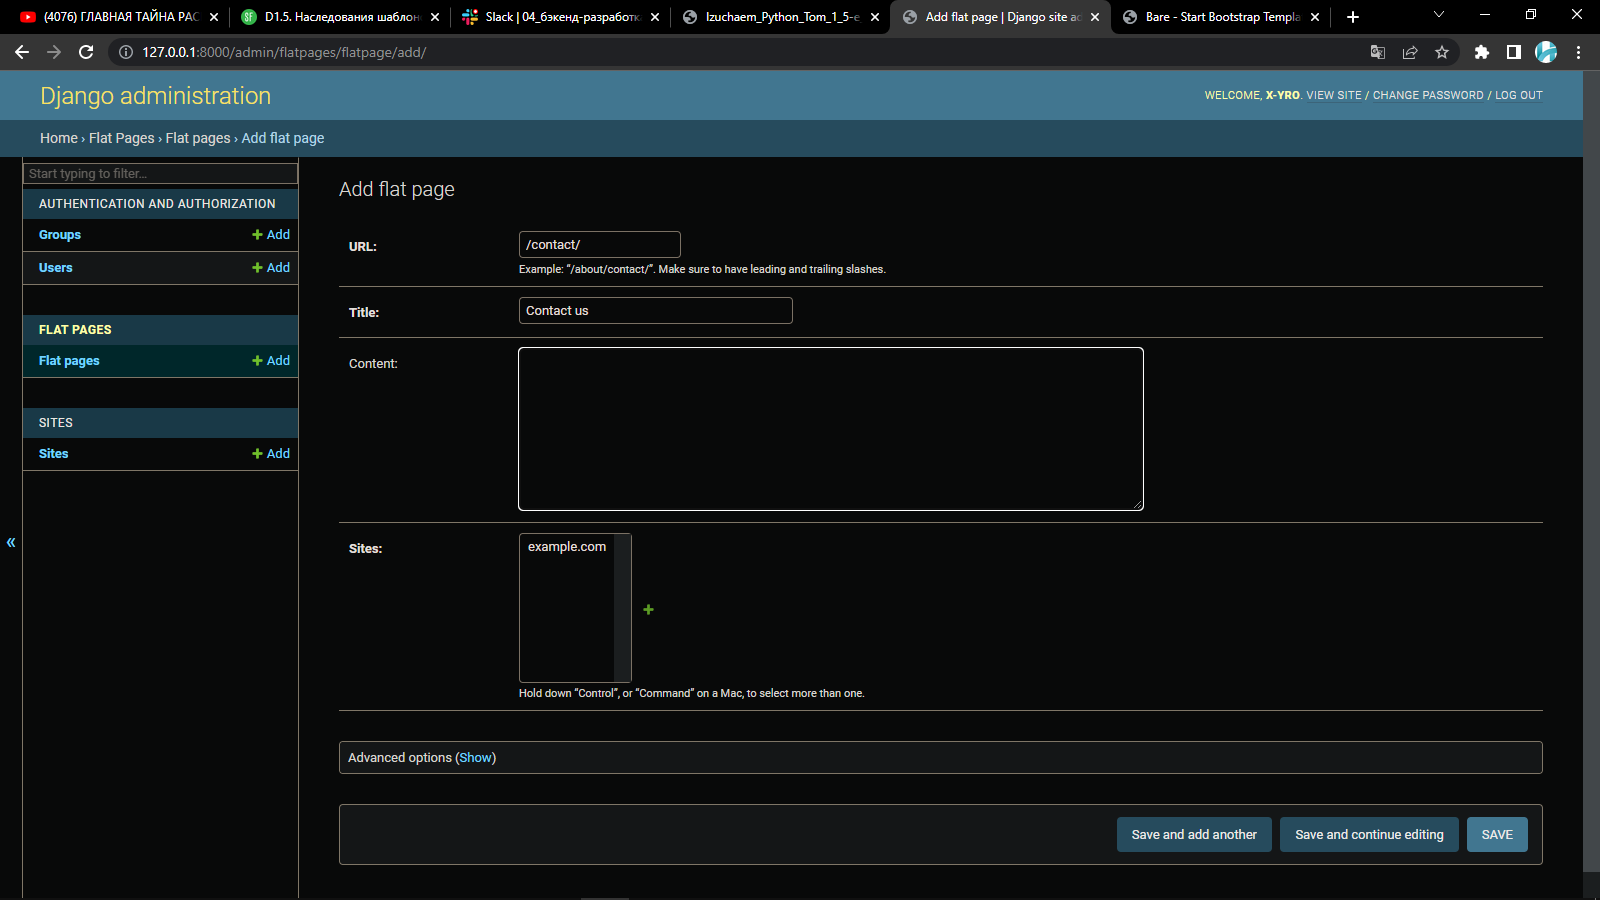 (4076) ГЛАВНАЯ ТАЙНА РАС
D1.5. Наследования шаблон
Slack | 04_бэкенд-разработк
Izuchaem_Python_Tom_1_5-е
Add flat page | Django site ad
Bare - Start Bootstrap Templa
127.0.0.1:8000/admin/flatpages/flatpage/add/
Django administration
WELCOME, X-YRO. VIEW SITE / CHANGE PASSWORD / LOG OUT
Home › Flat Pages › Flat pages › Add flat page
Start typing to filter...
AUTHENTICATION AND AUTHORIZATION
Groups + Add
Users + Add
FLAT PAGES
Flat pages + Add
SITES
Sites + Add
«
Add flat page
URL: /contact/
Example: “/about/contact/”. Make sure to have leading and trailing slashes.
Title: Contact us
Content:
Sites: example.com
Hold down “Control”, or “Command” on a Mac, to select more than one.
Advanced options (Show)
Save and add another
Save and continue editing
SAVE